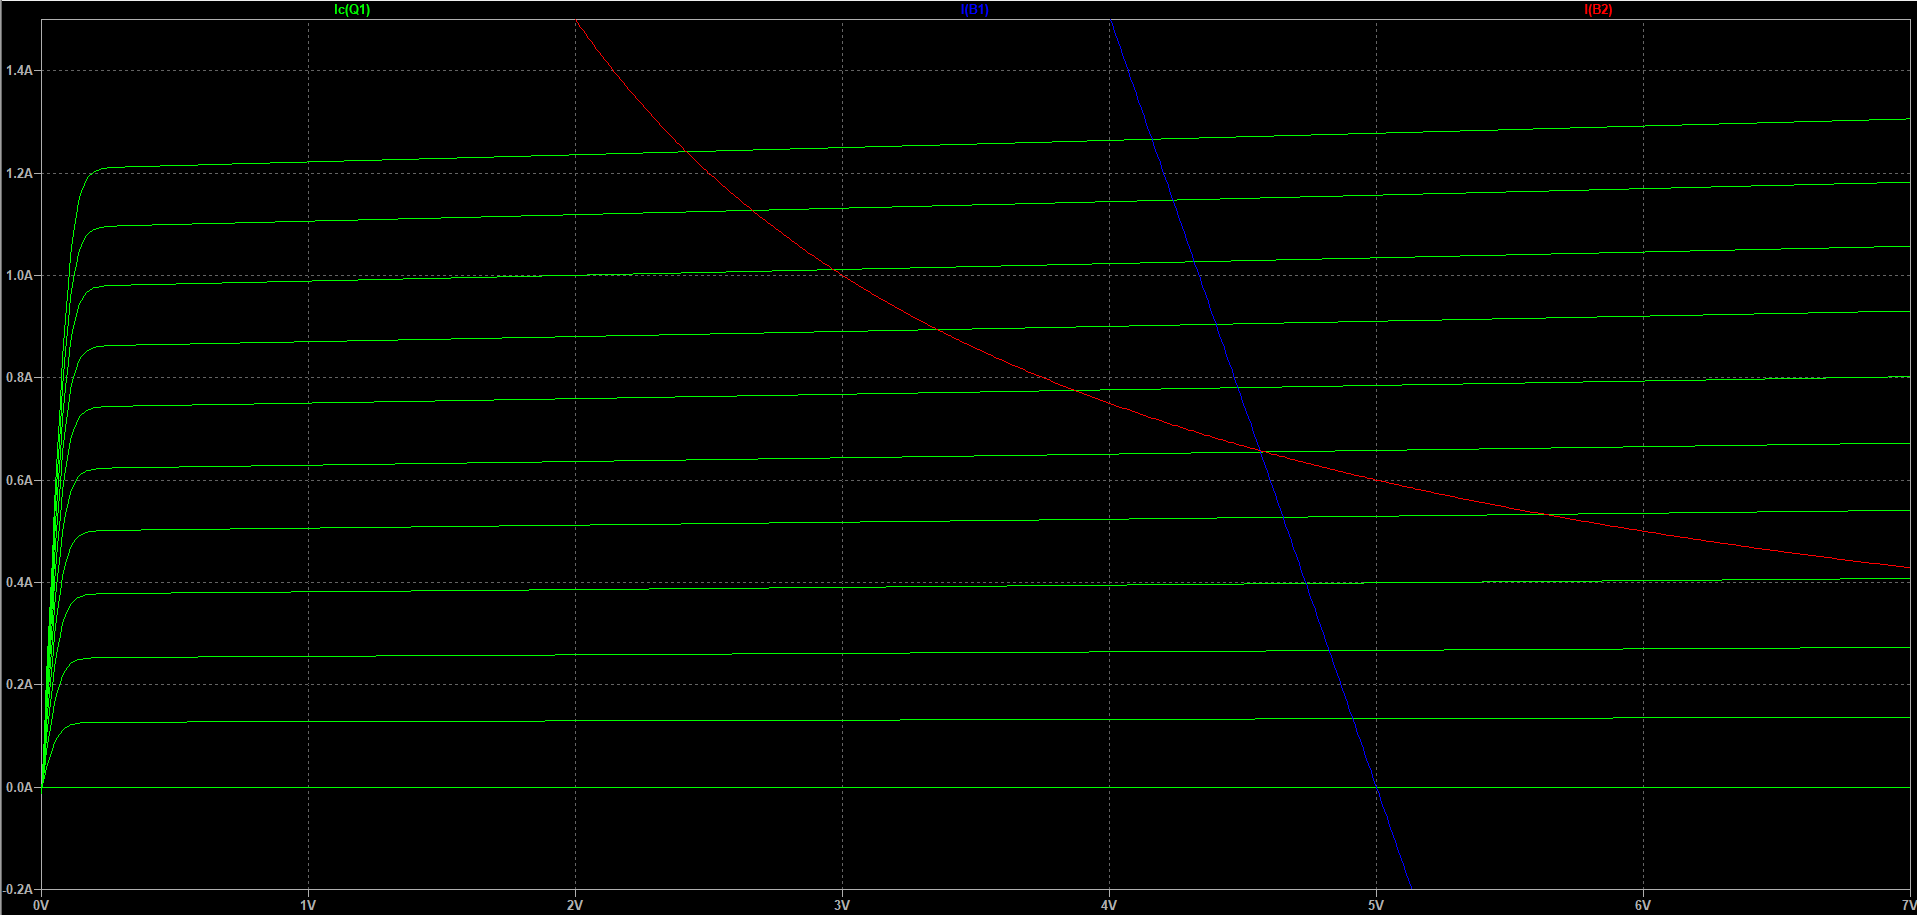 Ic(Q1) I(B1) I(B2)
1.4A
1.2A
1.0A
0.8A
0.6A
0.4A
0.2A
0.0A
-0.2A
0V 1V 2V 3V 4V 5V 6V 7V